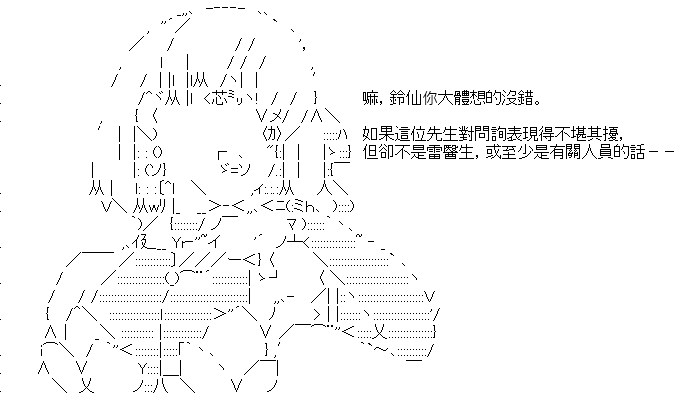 嘛，鈴仙你大體想的沒錯。
如果這位先生對問詢表現得不堪其擾，
但卻不是雷醫生，或至少是有關人員的話－－